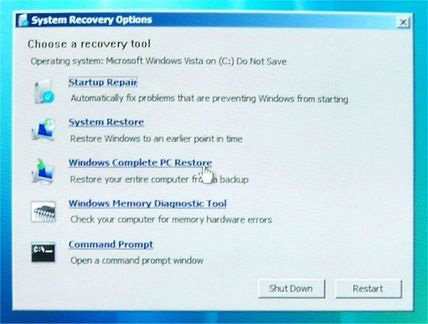 System Recovery Options
Choose a recovery tool
Operating system: Microsoft Windows Vista on (C:) Do Not Save
Startup Repair
Automatically fix problems that are preventing Windows from starting
System Restore
Restore Windows to an earlier point in time
Windows Complete PC Restore
Restore your entire computer from a backup
Windows Memory Diagnostic Tool
Check your computer for memory hardware errors
C:\_
Command Prompt
Open a command prompt window
Shut Down
Restart